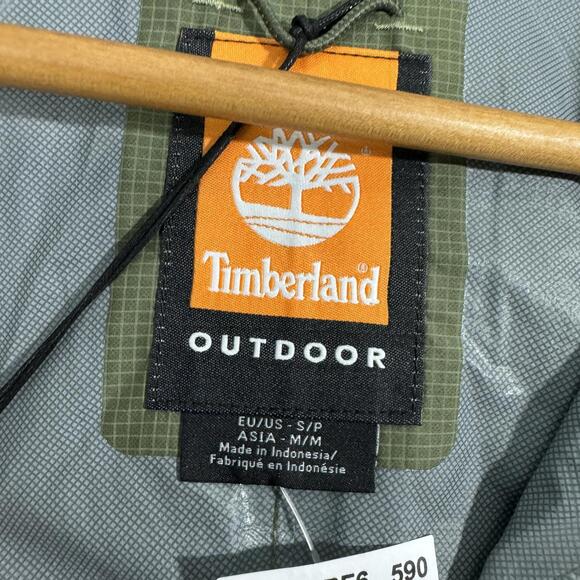 Timberland®
OUTDOOR
EU/US - S/P
ASIA - M/M
Made in Indonesia/
Fabriqué en Indonésie
590